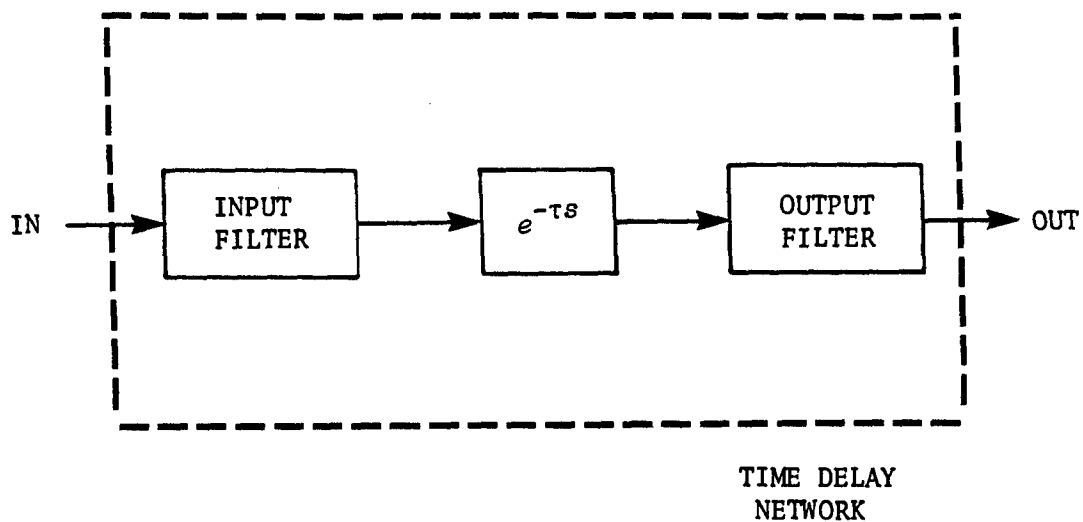 IN
INPUT
FILTER
e^{-τs}
OUTPUT
FILTER
OUT
TIME DELAY
NETWORK